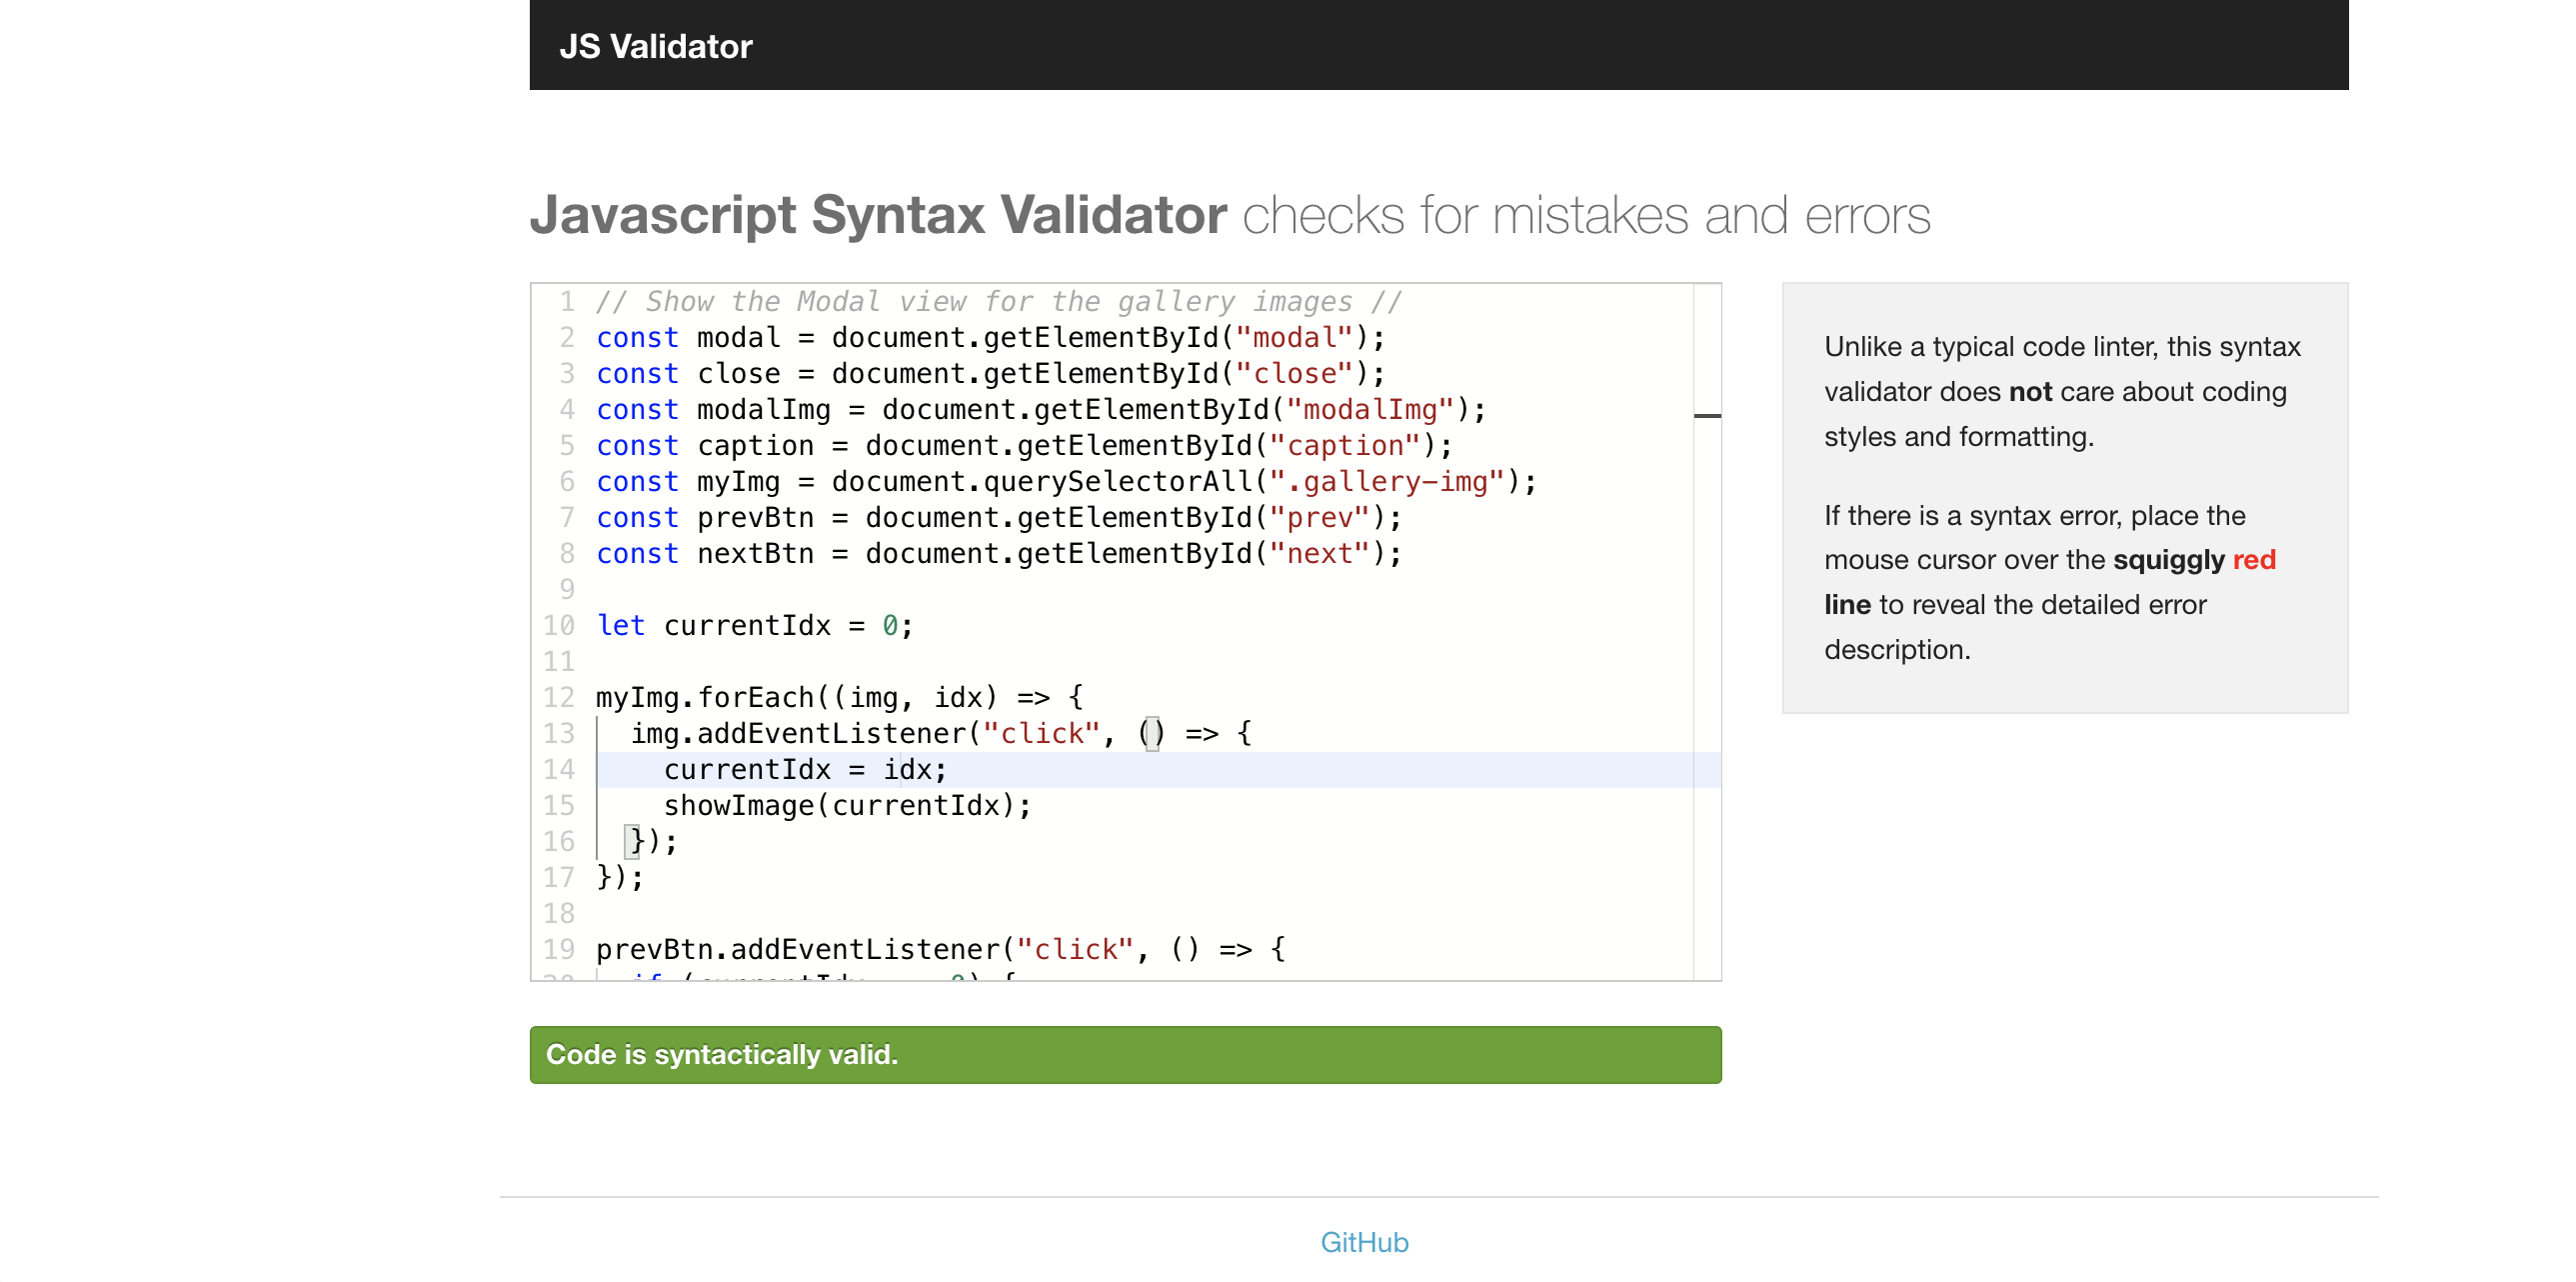 JS Validator
Javascript Syntax Validator checks for mistakes and errors
1 // Show the Modal view for the gallery images //
2 const modal = document.getElementById("modal");
3 const close = document.getElementById("close");
4 const modalImg = document.getElementById("modalImg");
5 const caption = document.getElementById("caption");
6 const myImg = document.querySelectorAll(".gallery-img");
7 const prevBtn = document.getElementById("prev");
8 const nextBtn = document.getElementById("next");
9
10 let currentIdx = 0;
11
12 myImg.forEach((img, idx) => {
13   img.addEventListener("click", () => {
14     currentIdx = idx;
15     showImage(currentIdx);
16   });
17 });
18
19 prevBtn.addEventListener("click", () => {
Unlike a typical code linter, this syntax
validator does not care about coding
styles and formatting.
If there is a syntax error, place the
mouse cursor over the squiggly red
line to reveal the detailed error
description.
Code is syntactically valid.
GitHub